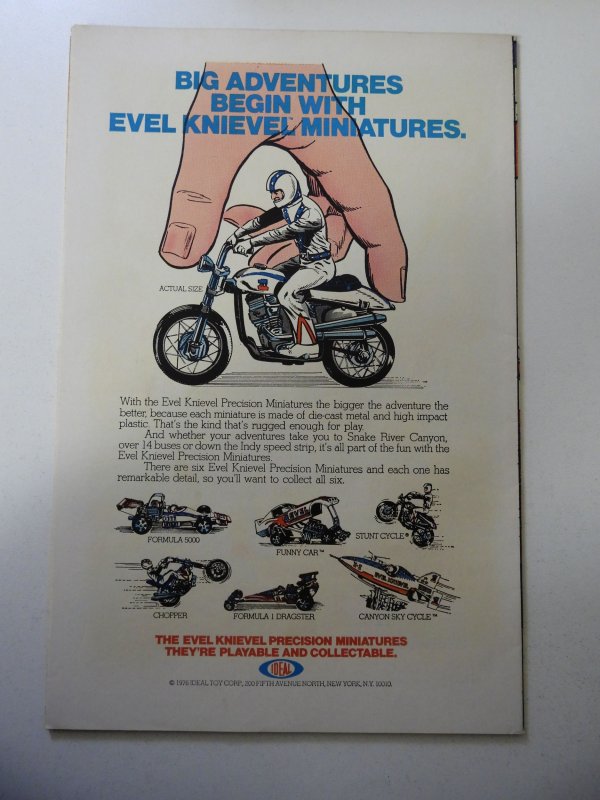 BIG ADVENTURES
BEGIN WITH
EVEL KNIEVEL™ MINIATURES.
ACTUAL SIZE
With the Evel Knievel Precision Miniatures the bigger the adventure the
better, because each miniature is made of die-cast metal and high impact
plastic. That's the kind that's rugged enough for play.
And whether your adventures take you to Snake River Canyon,
over 14 buses or down the Indy speed strip, it's all part of the fun with the
Evel Knievel Precision Miniatures.
There are six Evel Knievel Precision Miniatures and each one has
remarkable detail, so you'll want to collect all six.
FORMULA 5000
FUNNY CAR™
STUNT CYCLE®
CHOPPER
FORMULA 1 DRAGSTER
CANYON SKY CYCLE™
THE EVEL KNIEVEL PRECISION MINIATURES
THEY'RE PLAYABLE AND COLLECTABLE.
IDEAL
© 1976 IDEAL TOY CORP., 200 FIFTH AVENUE NORTH, NEW YORK, N.Y. 10010.